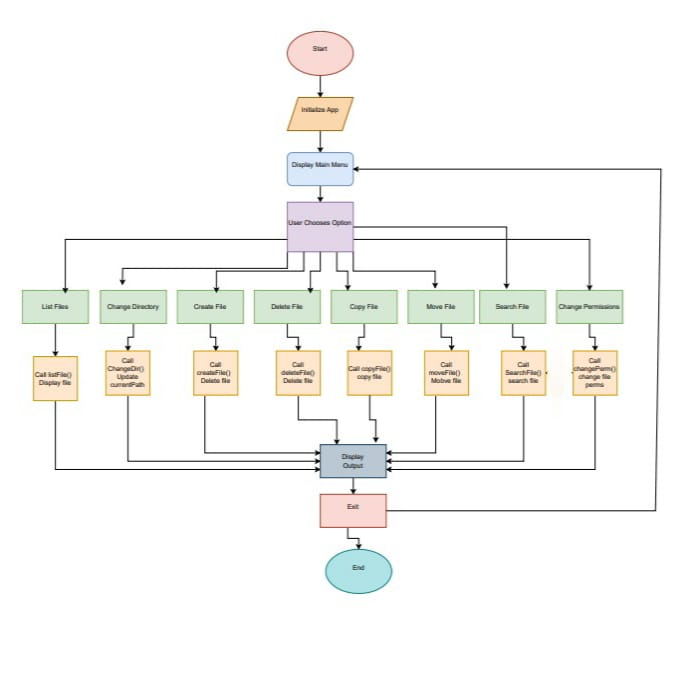 Start
Initialize App
Display Main Menu
User Chooses Option
List Files
Change Directory
Create File
Delete File
Copy File
Move File
Search File
Change Permissions
Call listFile()
Display file
Call
ChangeDir()
Update
currentPath
Call
createFile()
Delete file
Call
deleteFile()
Delete file
Call copyFile()
copy file
Call
moveFile()
Mobve file
Call
SearchFile()
search file
Call
changePerm()
change file
perms
Display
Output
Exit
End